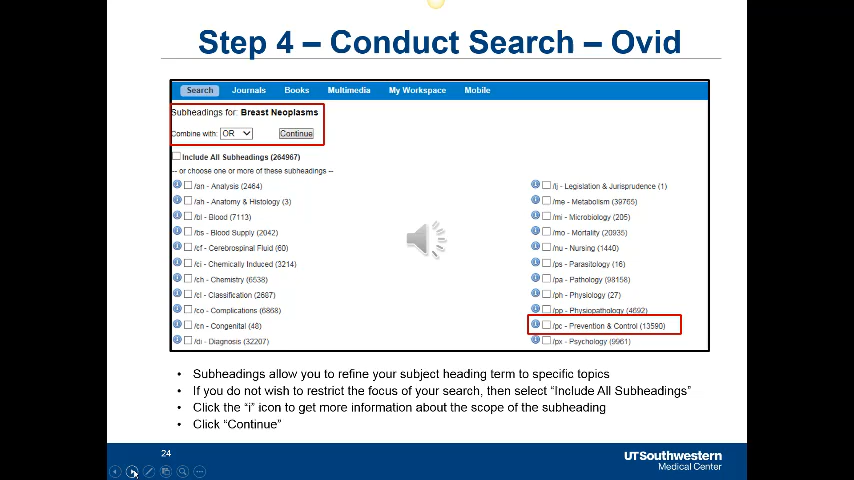 Step 4 – Conduct Search – Ovid
Search Journals Books Multimedia My Workspace Mobile
Subheadings for: Breast Neoplasms
Combine with: OR Continue
Include All Subheadings (264967)
-- or choose one or more of these subheadings --
/an - Analysis (2464)
/ah - Anatomy & Histology (3)
/bl - Blood (7113)
/bs - Blood Supply (2042)
/cf - Cerebrospinal Fluid (60)
/ci - Chemically Induced (3214)
/ch - Chemistry (6538)
/cl - Classification (2687)
/co - Complications (6868)
/cn - Congenital (48)
/di - Diagnosis (32207)
/lj - Legislation & Jurisprudence (1)
/me - Metabolism (39765)
/mi - Microbiology (205)
/mo - Mortality (20935)
/nu - Nursing (1440)
/ps - Parasitology (16)
/pa - Pathology (98158)
/ph - Physiology (27)
/pp - Physiopathology (4692)
/pc - Prevention & Control (13590)
/px - Psychology (9961)
• Subheadings allow you to refine your subject heading term to specific topics
• If you do not wish to restrict the focus of your search, then select “Include All Subheadings”
• Click the “i” icon to get more information about the scope of the subheading
• Click “Continue”
24
UTSouthwestern
Medical Center